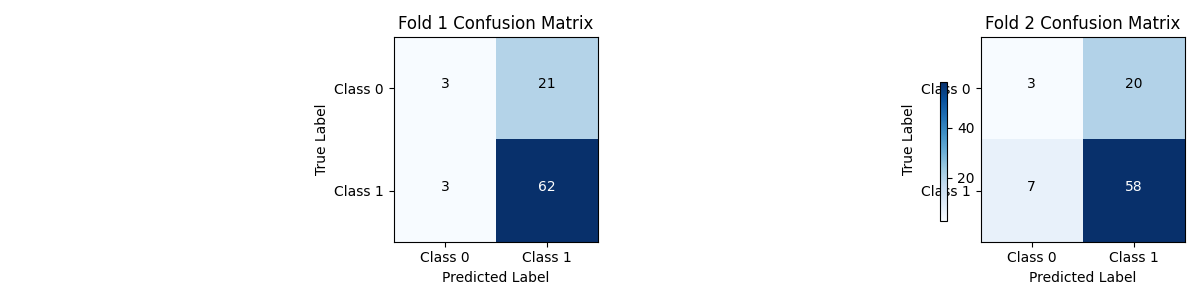 Fold 1 Confusion Matrix
True Label
Class 0
3
21
Class 1
3
62
Class 0
Class 1
Predicted Label
Fold 2 Confusion Matrix
True Label
Class 0
3
20
Class 1
7
58
Class 0
Class 1
Predicted Label
40
20